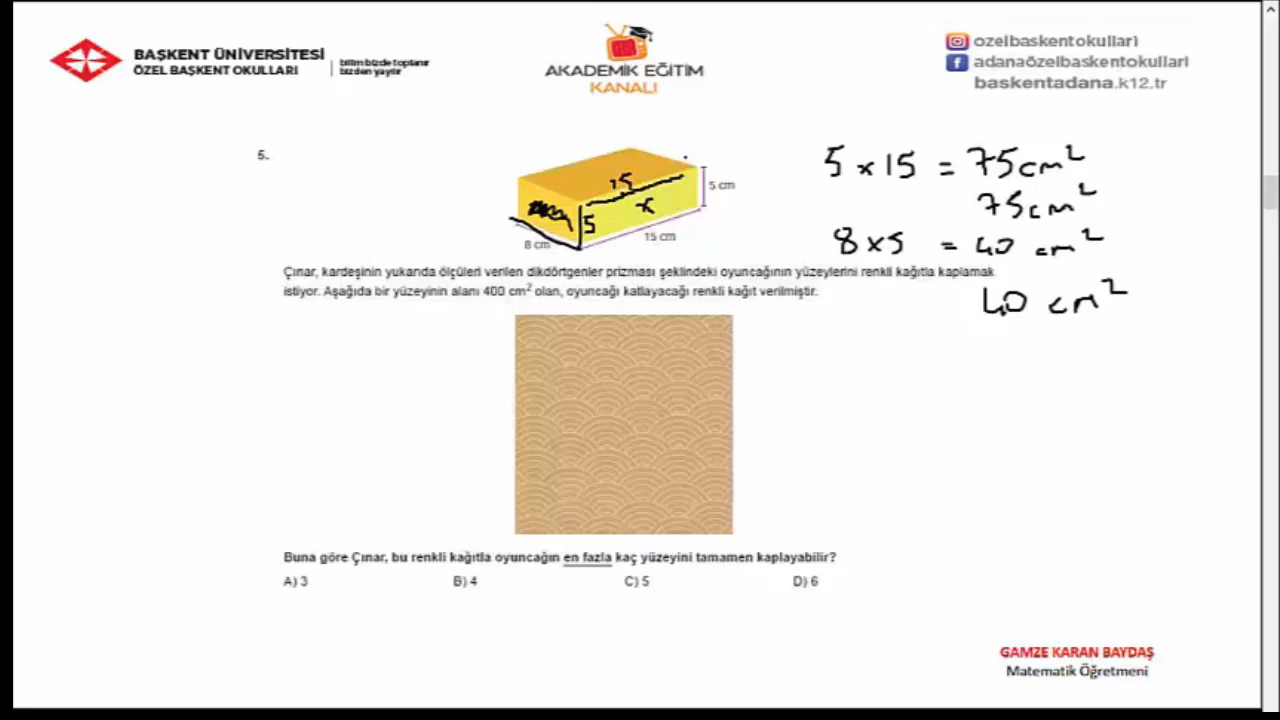 BAŞKENT ÜNİVERSİTESİ
ÖZEL BAŞKENT OKULLARI
bilim bizde toplanır
bizden yayılır
AKADEMİK EĞİTİM
KANALI
ozelbaskentokullari
adanaözelbaskentokullari
baskentadana.k12.tr
5.
15
x
5
5 cm
8 cm
15 cm
5 x 15 = 75 cm²
75 cm²
8 x 5 = 40 cm²
40 cm²
Çınar, kardeşinin yukarıda ölçüleri verilen dikdörtgenler prizması şeklindeki oyuncağının yüzeylerini renkli kağıtla kaplamak
istiyor. Aşağıda bir yüzeyinin alanı 400 cm² olan, oyuncağı katlayacağı renkli kağıt verilmiştir.
Buna göre Çınar, bu renkli kağıtla oyuncağın en fazla kaç yüzeyini tamamen kaplayabilir?
A) 3 B) 4 C) 5 D) 6
GAMZE KARAN BAYDAŞ
Matematik Öğretmeni